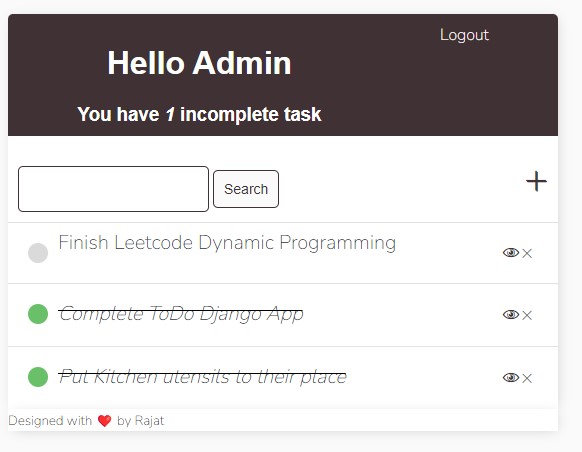 Logout
Hello Admin
You have 1 incomplete task
Search
Finish Leetcode Dynamic Programming
Complete ToDo Django App
Put Kitchen utensils to their place
Designed with ❤️ by Rajat